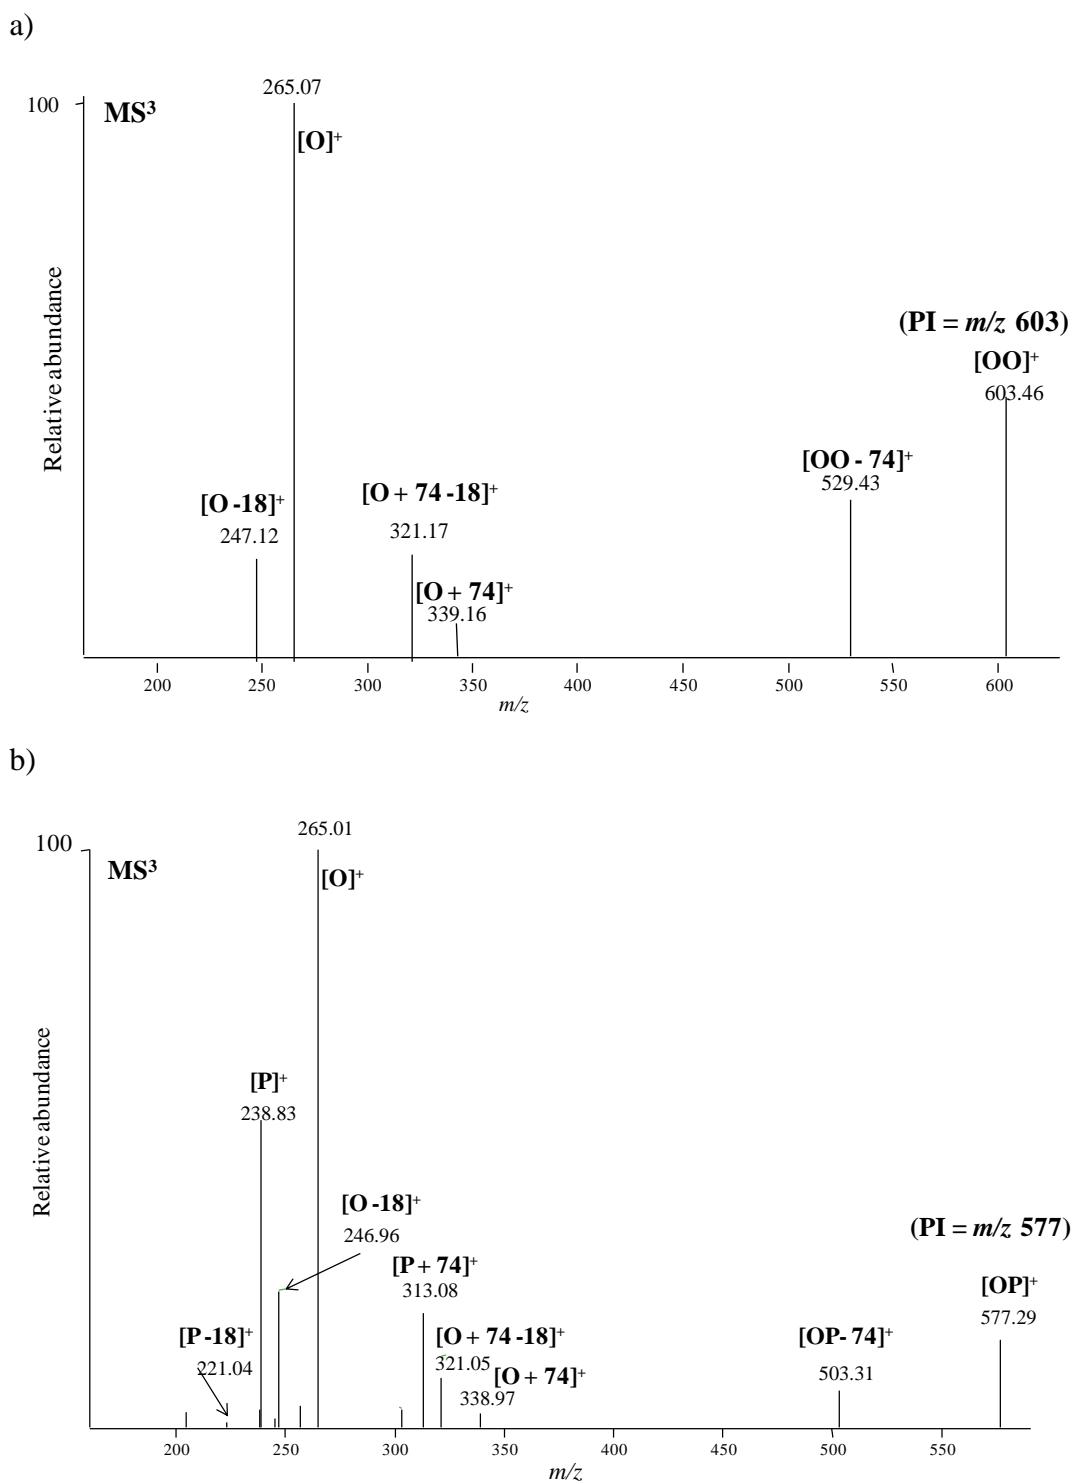 a)
265.07
100
MS³
[O]⁺
(PI = m/z 603)
[OO]⁺
603.46
[OO - 74]⁺
529.43
[O + 74 -18]⁺
321.17
[O -18]⁺
247.12
[O + 74]⁺
339.16
Relative abundance
200 250 300 350 400 450 500 550 600
m/z
b)
265.01
100
MS³
[O]⁺
[P]⁺
238.83
[O -18]⁺
246.96
(PI = m/z 577)
[P + 74]⁺
313.08
[OP]⁺
577.29
[P -18]⁺
221.04
[O + 74 -18]⁺
321.05
[O + 74]⁺
338.97
[OP- 74]⁺
503.31
Relative abundance
200 250 300 350 400 450 500 550
m/z